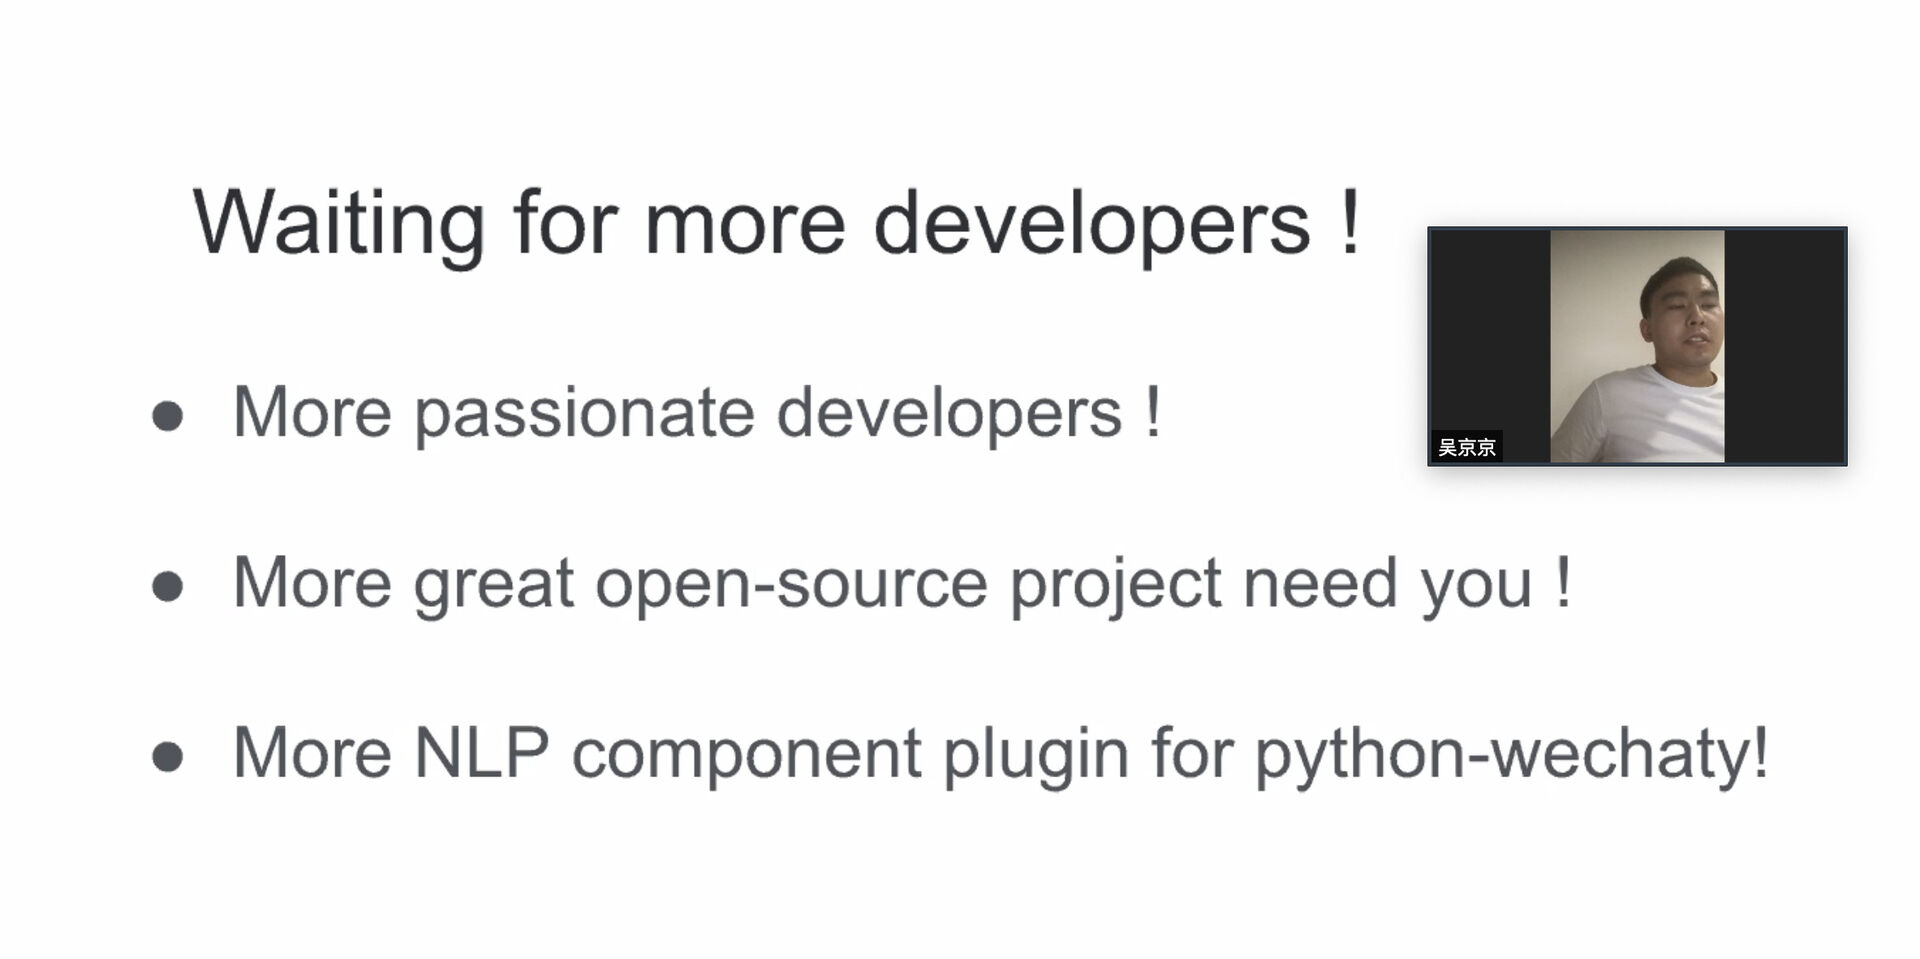 Waiting for more developers !
吴京京
● More passionate developers !
● More great open-source project need you !
● More NLP component plugin for python-wechaty!